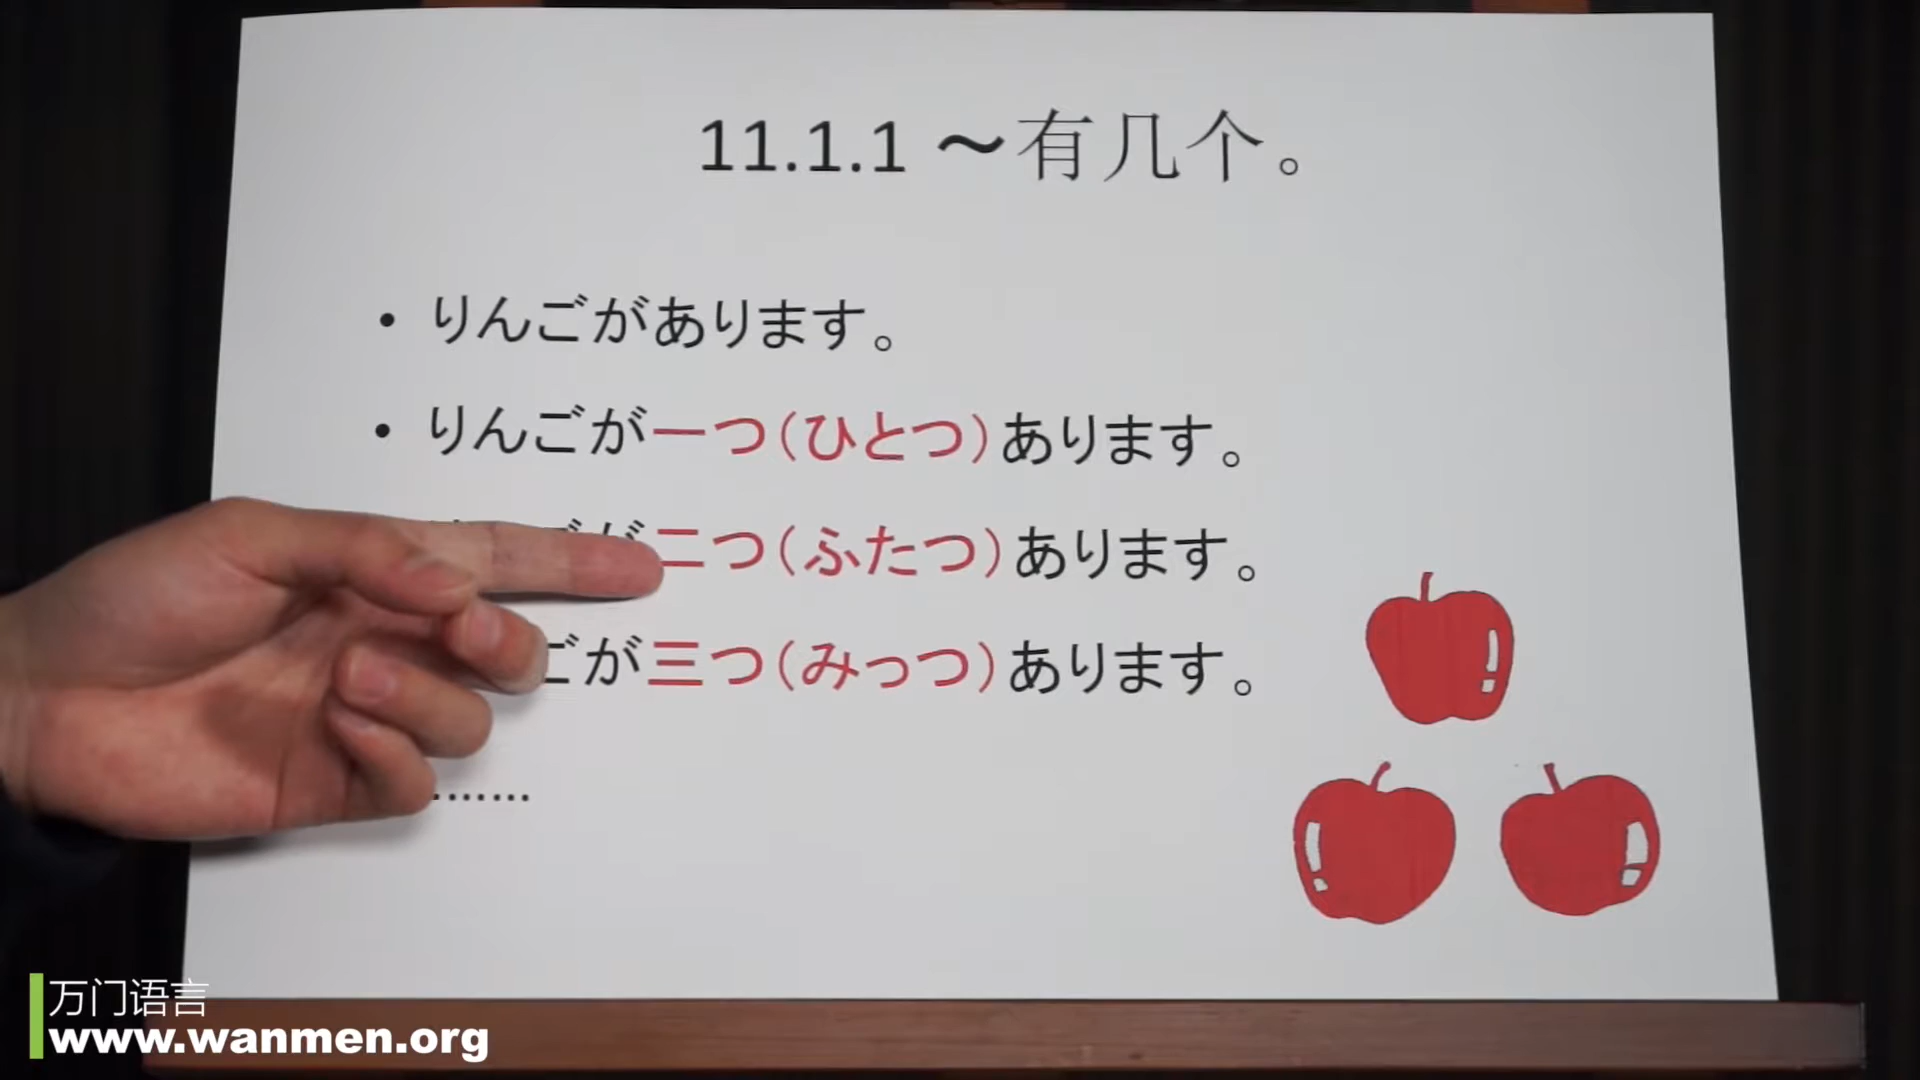 11.1.1 ～有几个。
• りんごがあります。
• りんごが一つ（ひとつ）あります。
が二つ（ふたつ）あります。
ごが三つ（みっつ）あります。
........
万门语言
www.wanmen.org